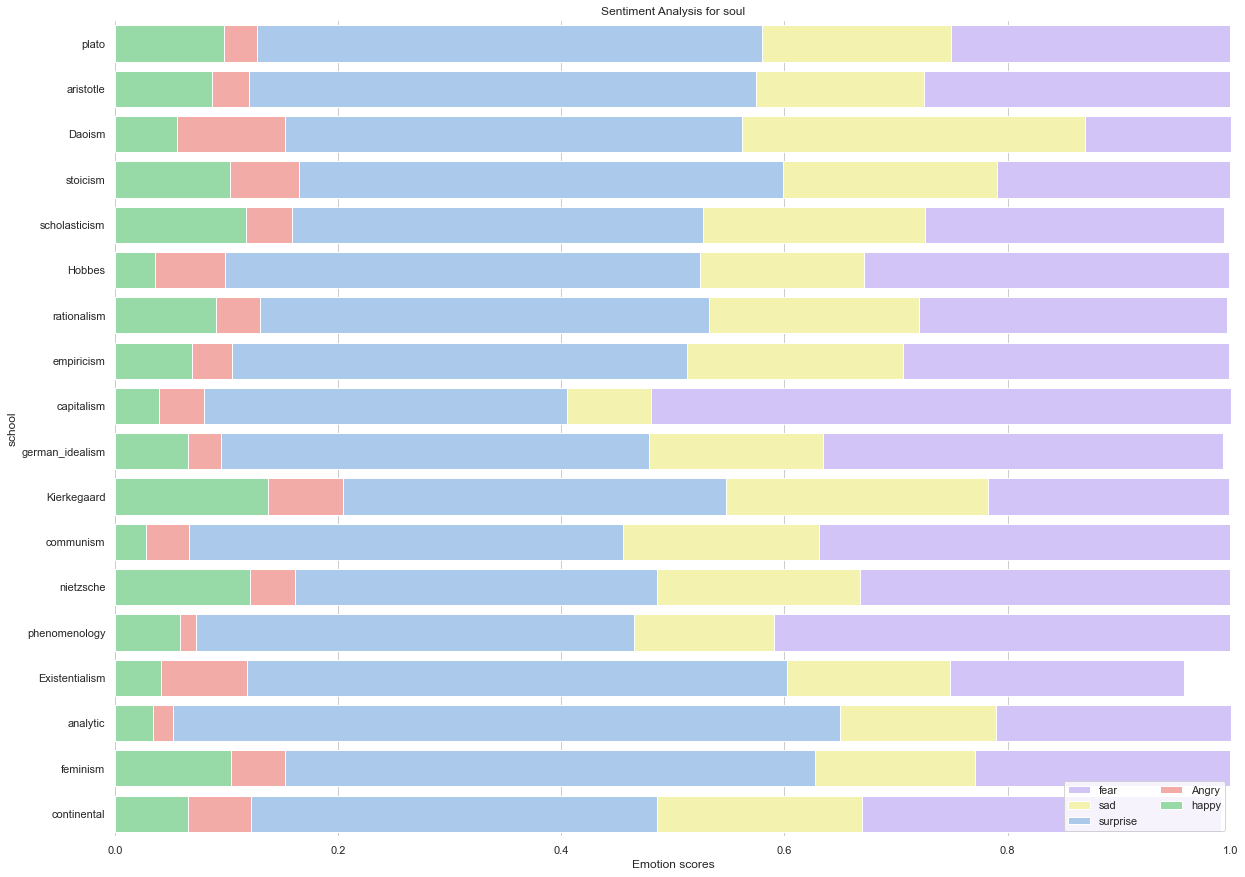 Sentiment Analysis for soul
plato
aristotle
Daoism
stoicism
scholasticism
Hobbes
rationalism
empiricism
capitalism
german_idealism
Kierkegaard
communism
nietzsche
phenomenology
Existentialism
analytic
feminism
continental
school
fear Angry
sad happy
surprise
0.0 0.2 0.4 0.6 0.8 1.0
Emotion scores